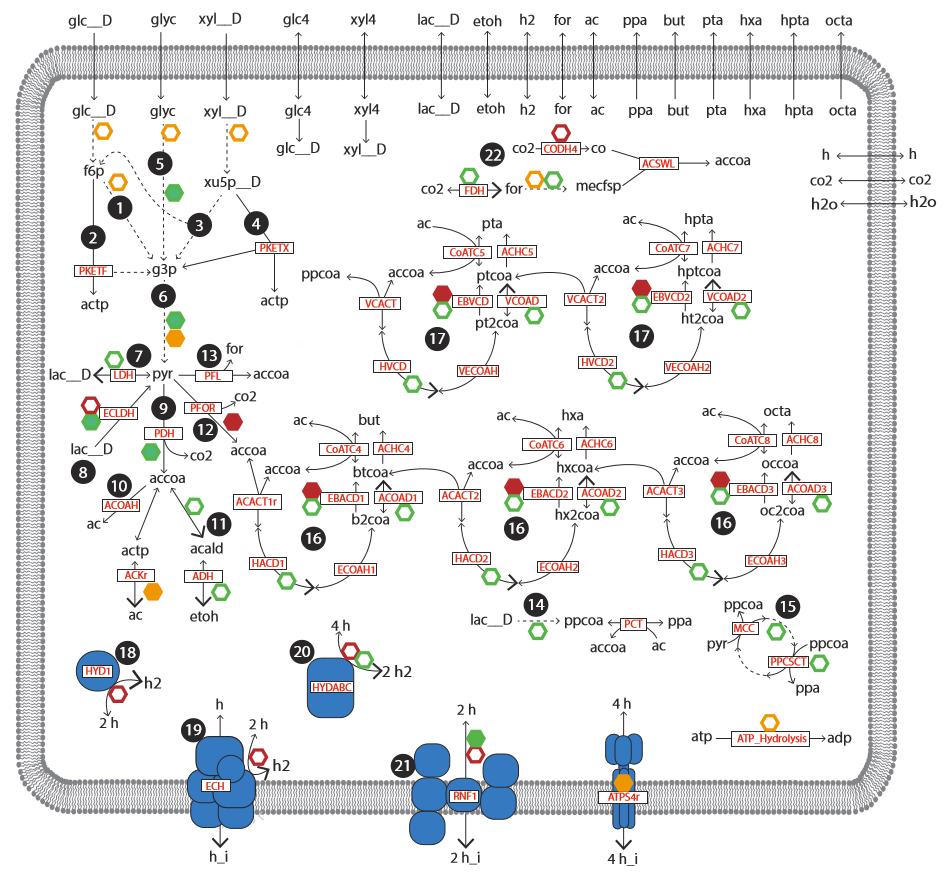 glc__D glyc xyl__D glc4 xyl4 lac__D etoh h2 for ac ppa but pta hxa hpta octa
glc__D glyc xyl__D glc4 xyl4 lac__D etoh h2 for ac ppa but pta hxa hpta octa
glc__D xyl__D
22 co2 CODH4 co
ACSWL accoa
co2 FDH for mecfsp
h h
co2 co2
h2o h2o
5
f6p xu5p__D
1
2 3 4
PKETX
PKETF g3p
actp actp
6
7 13 for
lac__D LDH pyr PFL accoa
9 PFOR co2
ECLDH
12
PDH
lac__D co2 accoa
8
10 accoa
ACOAH
ac 11
actp acald
ACKr ADH
ac etoh
ac pta
CoATC5 ACHC5
ppcoa accoa ptcoa
VCACT EBVCD VCOAD
17 pt2coa
HVCD VECOAH
ac hpta
CoATC7 ACHC7
accoa hptcoa
VCACT2 EBVCD2 VCOAD2
17 ht2coa
HVCD2 VECOAH2
ac but
CoATC4 ACHC4
accoa btcoa
ACACT1r EBACD1 ACOAD1
16 b2coa
HACD1 ECOAH1
ac hxa
CoATC6 ACHC6
accoa hxcoa
ACACT2 EBACD2 ACOAD2
16 hx2coa
HACD2 ECOAH2
ac octa
CoATC8 ACHC8
accoa occoa
ACACT3 EBACD3 ACOAD3
16 oc2coa
HACD3 ECOAH3
14
lac__D ppcoa PCT ppa
accoa ac
ppcoa 15
MCC
pyr ppcoa
PPCSCT
ppa
18
HYD1
h2
2 h
20 4 h
2 h2
HYDABC
19 h 2 h
h2
ECH
h_i
21 2 h
RNF1
2 h_i
4 h
ATPS4r
4 h_i
atp ATP_Hydrolysis adp